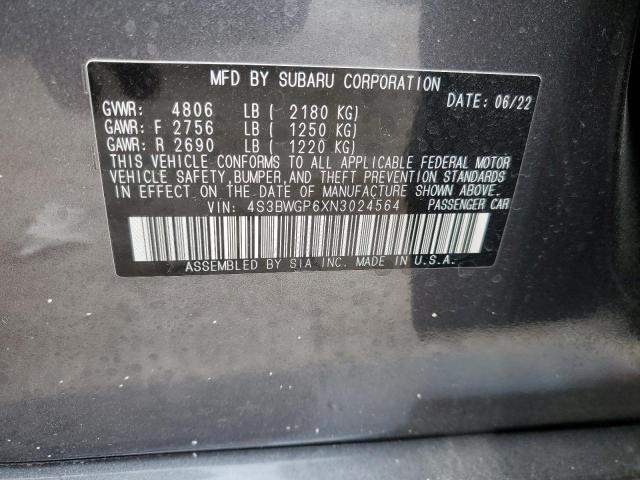 MFD BY SUBARU CORPORATION
DATE: 06/22
GVWR: 4806 LB ( 2180 KG)
GAWR: F 2756 LB ( 1250 KG)
GAWR: R 2690 LB ( 1220 KG)
THIS VEHICLE CONFORMS TO ALL APPLICABLE FEDERAL MOTOR
VEHICLE SAFETY, BUMPER, AND THEFT PREVENTION STANDARDS
IN EFFECT ON THE DATE OF MANUFACTURE SHOWN ABOVE.
VIN: 4S3BWGP6XN3024564 PASSENGER CAR
ASSEMBLED BY SIA INC. MADE IN U.S.A.